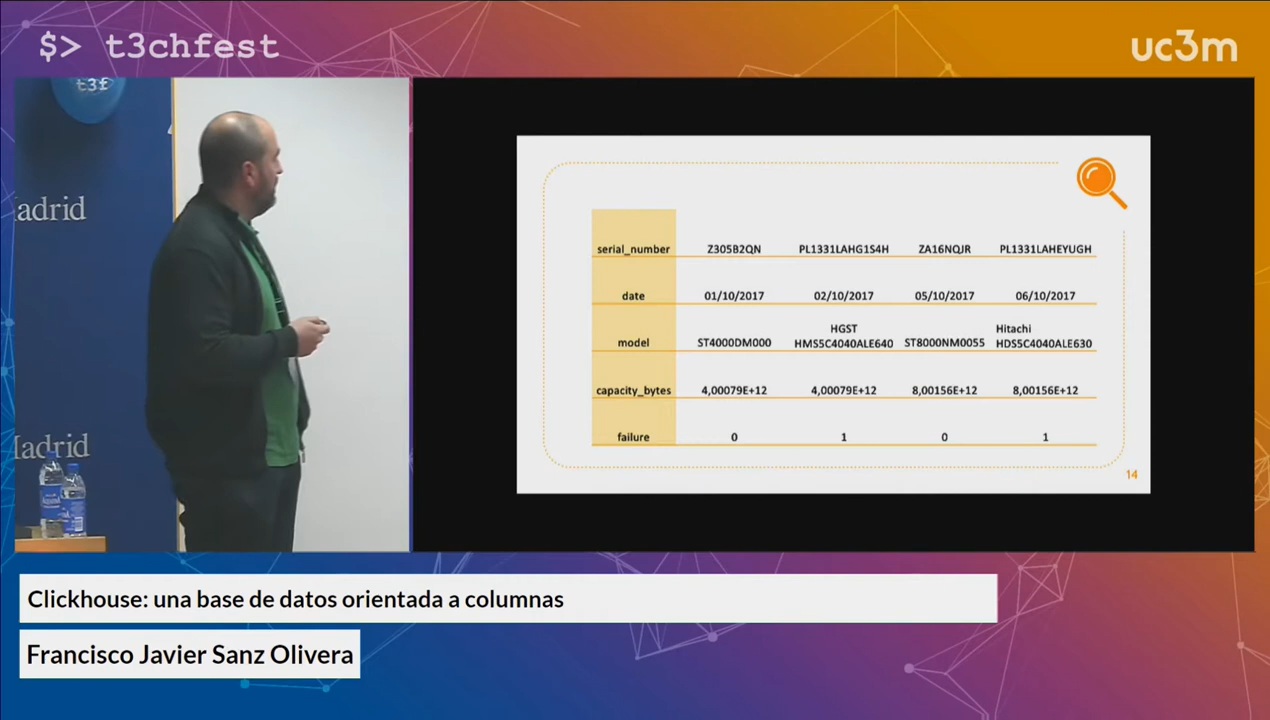 $> t3chfest
uc3m
t3f
adrid
adrid
serial_number Z305B2QN PL1331LAHG1S4H ZA16NQJR PL1331LAHEYUGH
date 01/10/2017 02/10/2017 05/10/2017 06/10/2017
HGST Hitachi
model ST4000DM000 HMS5C4040ALE640 ST8000NM0055 HDS5C4040ALE630
capacity_bytes 4,00079E+12 4,00079E+12 8,00156E+12 8,00156E+12
failure 0 1 0 1
14
Clickhouse: una base de datos orientada a columnas
Francisco Javier Sanz Olivera